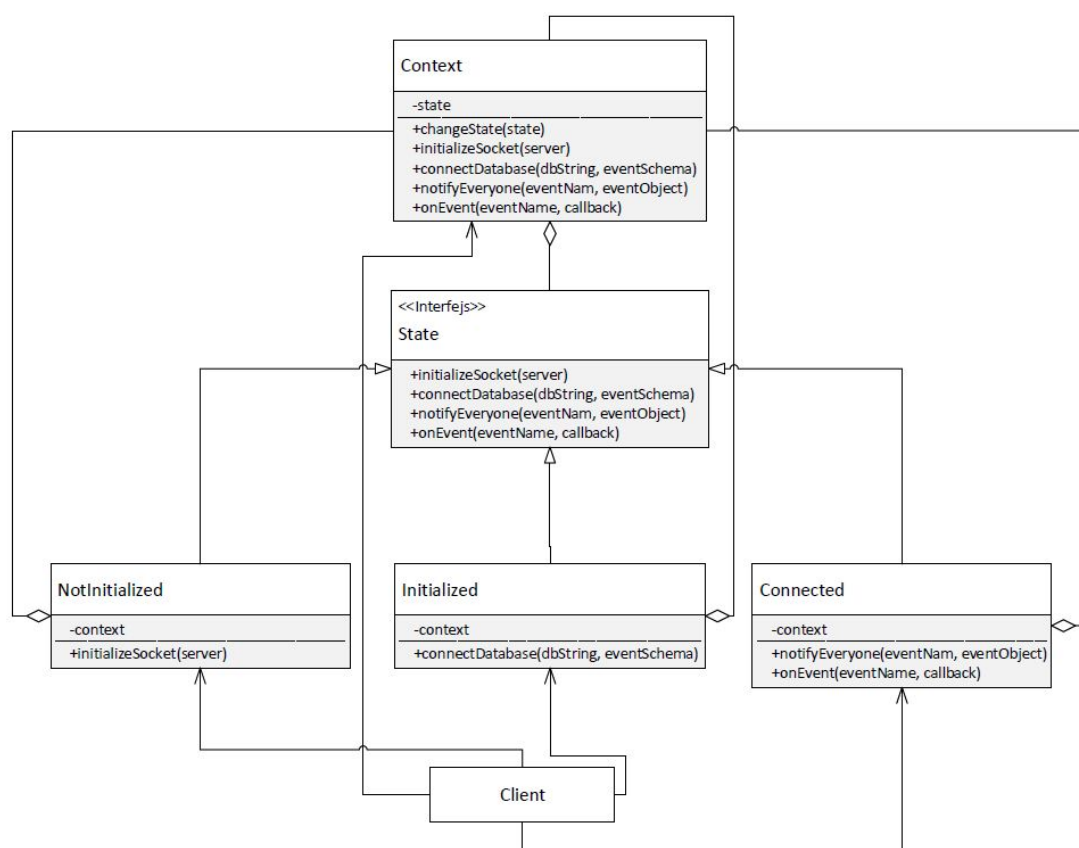 Context
-state
+changeState(state)
+initializeSocket(server)
+connectDatabase(dbString, eventSchema)
+notifyEveryone(eventNam, eventObject)
+onEvent(eventName, callback)
<<Interfejs>>
State
+initializeSocket(server)
+connectDatabase(dbString, eventSchema)
+notifyEveryone(eventNam, eventObject)
+onEvent(eventName, callback)
NotInitialized
-context
+initializeSocket(server)
Initialized
-context
+connectDatabase(dbString, eventSchema)
Connected
-context
+notifyEveryone(eventNam, eventObject)
+onEvent(eventName, callback)
Client